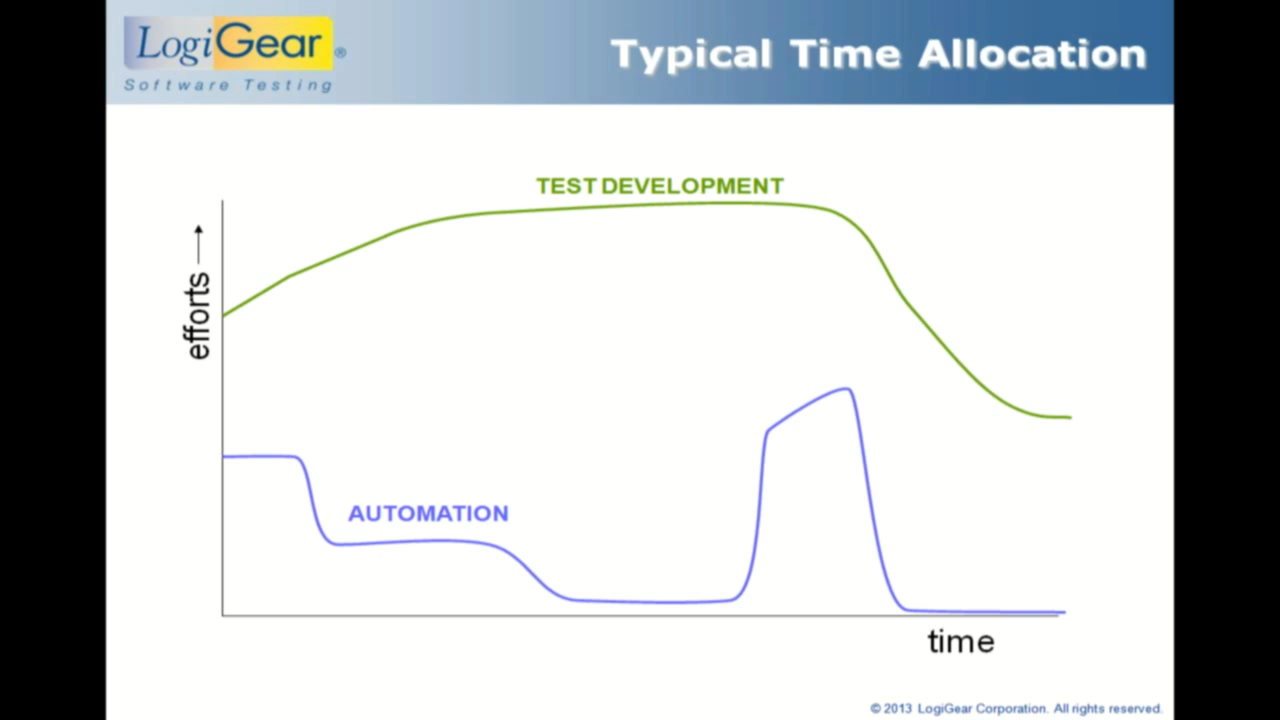 LogiGear®
Software Testing
Typical Time Allocation
TEST DEVELOPMENT
efforts
AUTOMATION
time
© 2013 LogiGear Corporation. All rights reserved.